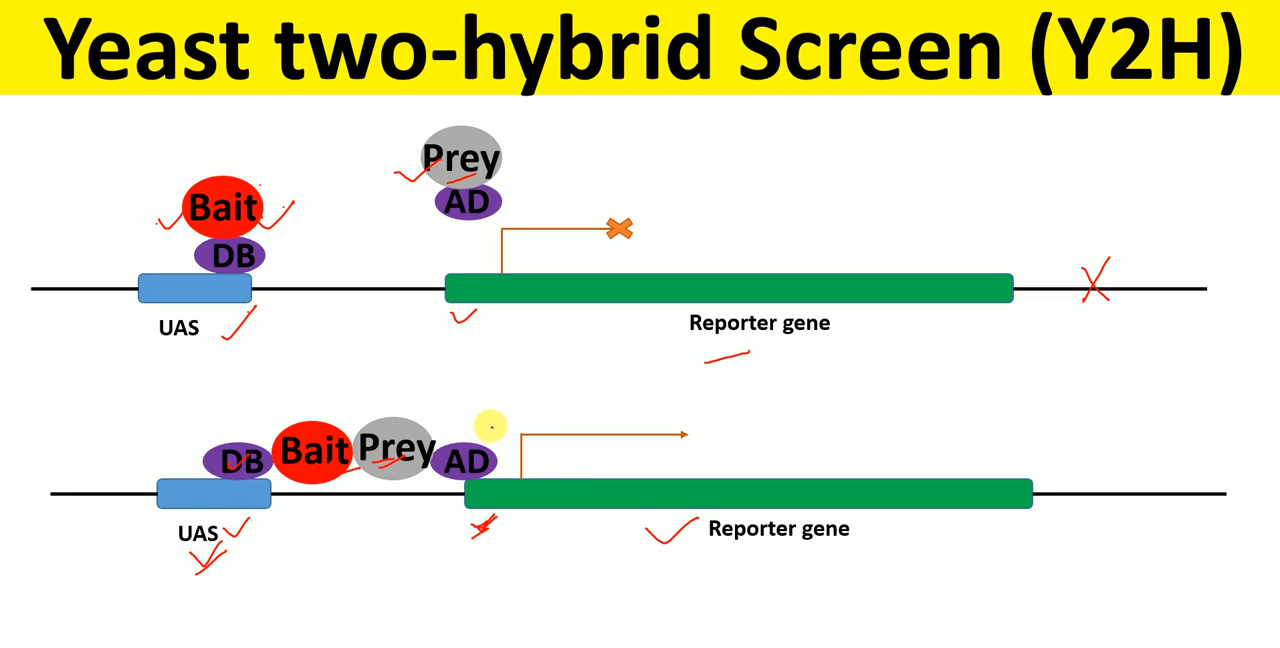 Yeast two-hybrid Screen (Y2H)
Prey
AD
Bait
DB
UAS
Reporter gene
DB Bait Prey AD
UAS
Reporter gene